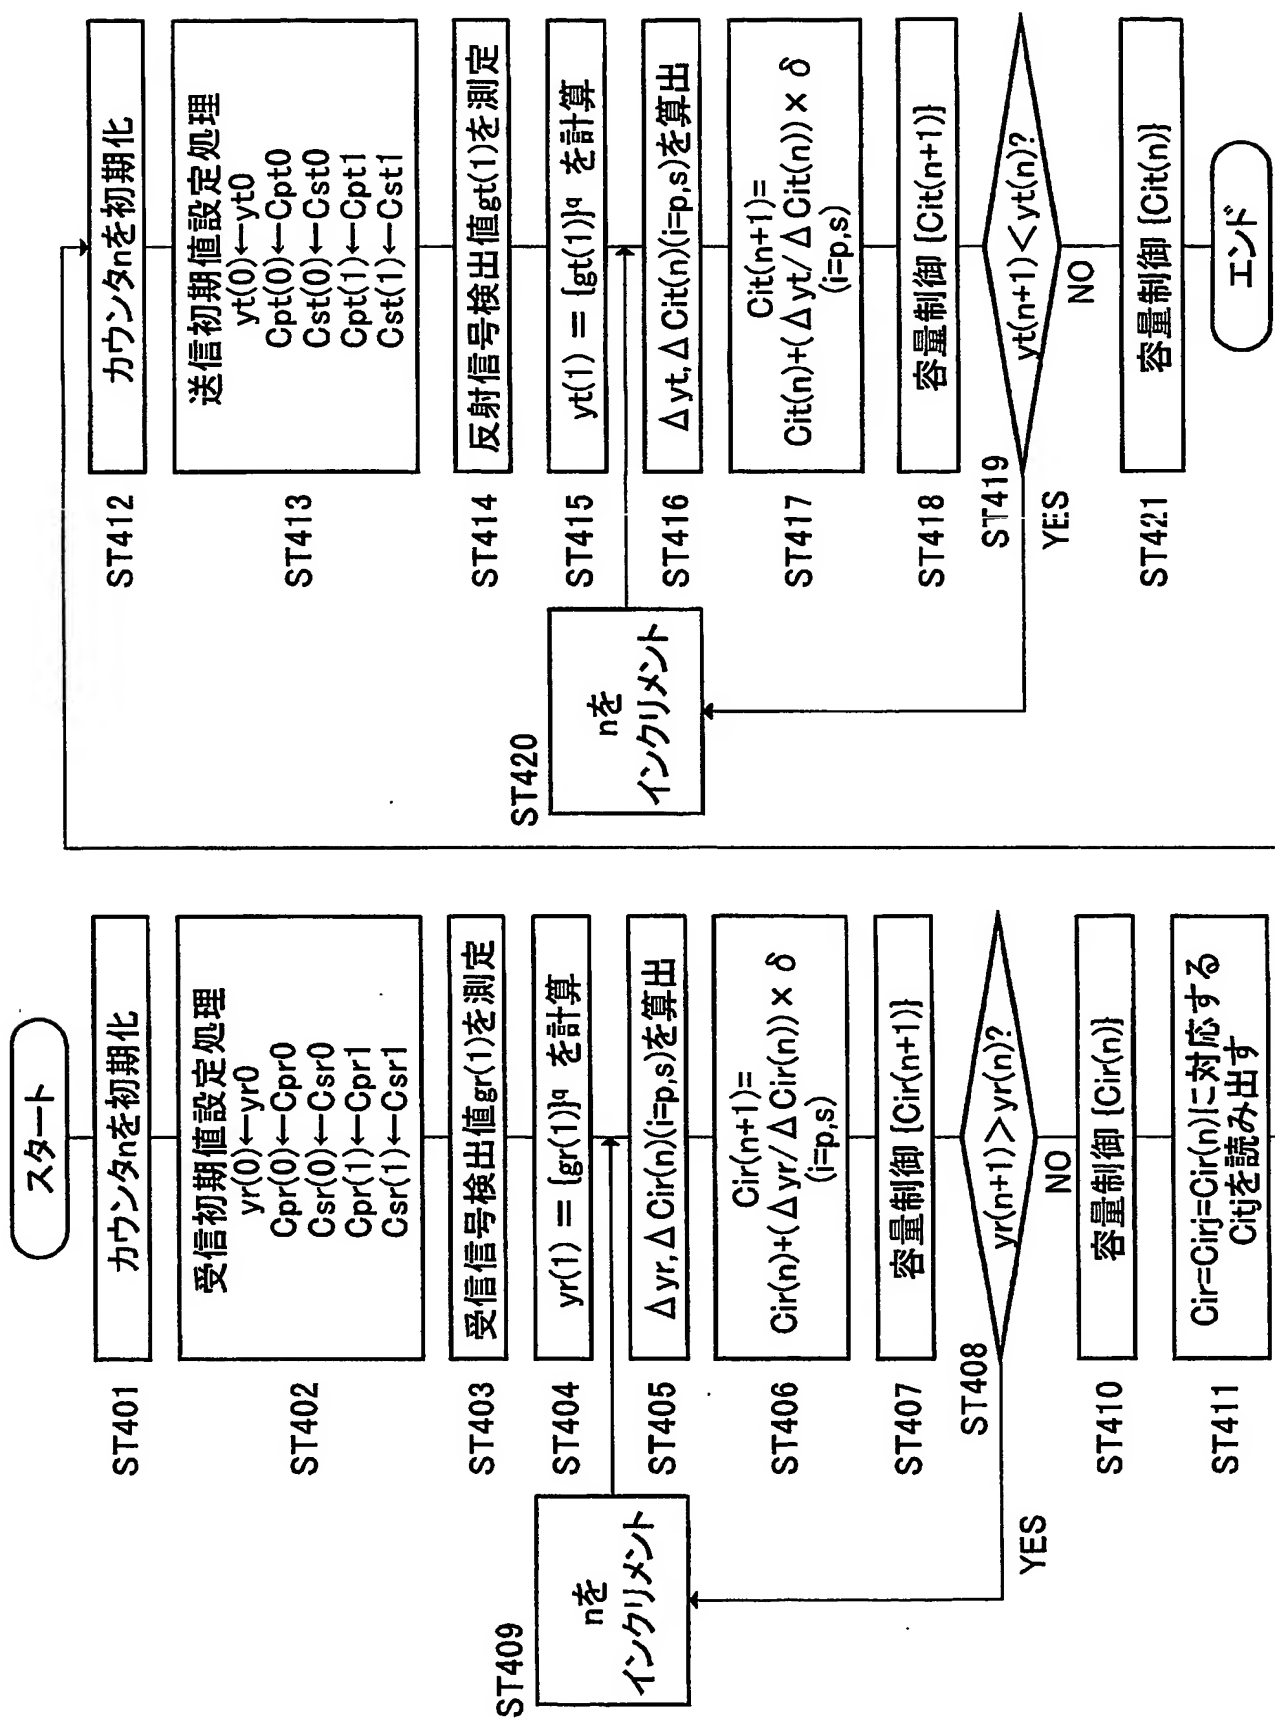 スタート
ST401
カウンタnを初期化
ST402
受信初期値設定処理
yr(0)←yr0
Cpr(0)←Cpr0
Csr(0)←Csr0
Cpr(1)←Cpr1
Csr(1)←Csr1
ST403
受信信号検出値gr(1)を測定
ST404
yr(1) = {gr(1)}q を計算
ST405
Δyr,ΔCir(n)(i=p,s)を算出
ST406
Cir(n+1)=
Cir(n)+(Δyr/ΔCir(n))×δ
(i=p,s)
ST407
容量制御 {Cir(n+1)}
ST408
yr(n+1)>yr(n)?
YES
NO
ST409
nを
インクリメント
ST410
容量制御 {Cir(n)}
ST411
Cir=Cirj=Cir(n)に対応する
Citjを読み出す
ST412
カウンタnを初期化
ST413
送信初期値設定処理
yt(0)←yt0
Cpt(0)←Cpt0
Cst(0)←Cst0
Cpt(1)←Cpt1
Cst(1)←Cst1
ST414
反射信号検出値gt(1)を測定
ST415
yt(1) = {gt(1)}q を計算
ST416
Δyt,ΔCit(n)(i=p,s)を算出
ST417
Cit(n+1)=
Cit(n)+(Δyt/ΔCit(n))×δ
(i=p,s)
ST418
容量制御 {Cit(n+1)}
ST419
yt(n+1)<yt(n)?
YES
NO
ST420
nを
インクリメント
ST421
容量制御 {Cit(n)}
エンド